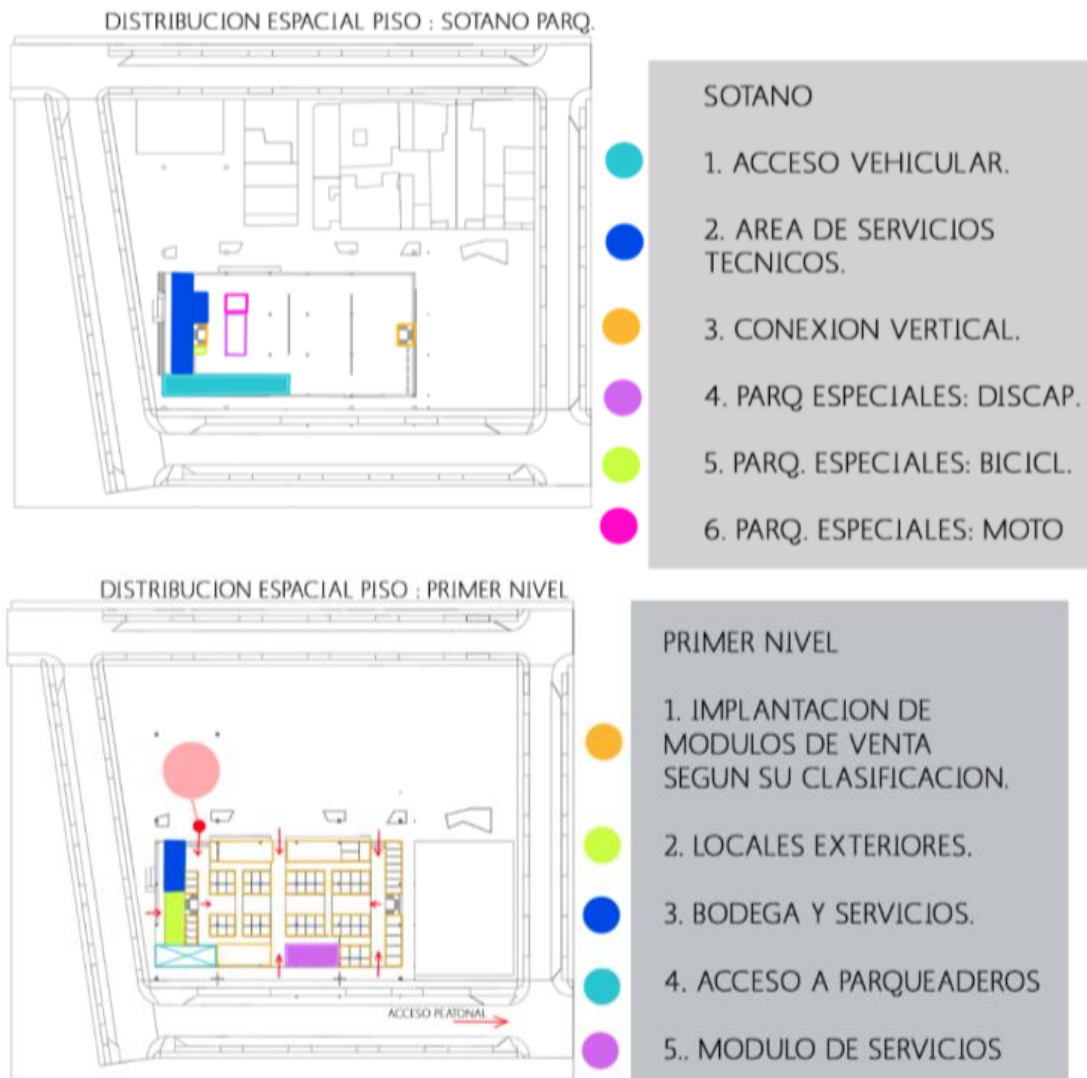 DISTRIBUCION ESPACIAL PISO : SOTANO PARQ.
SOTANO
1. ACCESO VEHICULAR.
2. AREA DE SERVICIOS
TECNICOS.
3. CONEXION VERTICAL.
4. PARQ ESPECIALES: DISCAP.
5. PARQ. ESPECIALES: BICICL.
6. PARQ. ESPECIALES: MOTO
DISTRIBUCION ESPACIAL PISO : PRIMER NIVEL
PRIMER NIVEL
1. IMPLANTACION DE
MODULOS DE VENTA
SEGUN SU CLASIFICACION.
2. LOCALES EXTERIORES.
3. BODEGA Y SERVICIOS.
4. ACCESO A PARQUEADEROS
5.. MODULO DE SERVICIOS
ACCESO PEATONAL